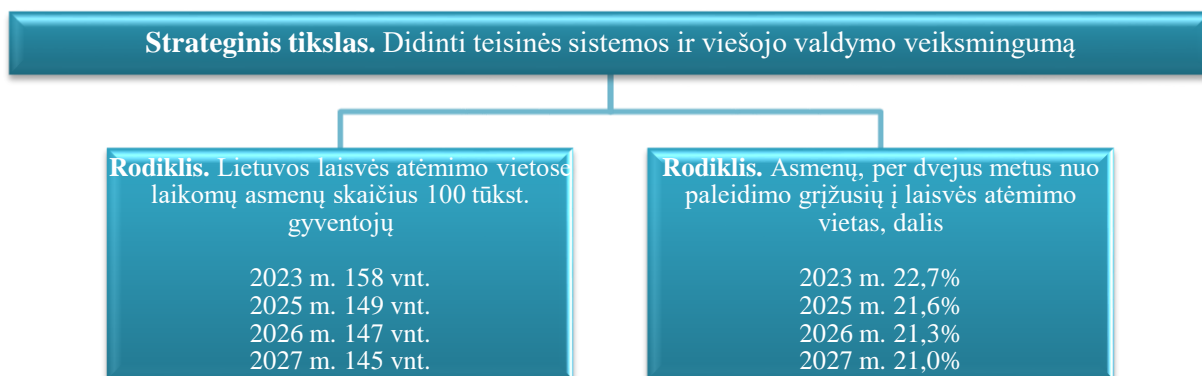 Strateginis tikslas. Didinti teisinės sistemos ir viešojo valdymo veiksmingumą
Rodiklis. Lietuvos laisvės atėmimo vietose
laikomų asmenų skaičius 100 tūkst.
gyventojų
2023 m. 158 vnt.
2025 m. 149 vnt.
2026 m. 147 vnt.
2027 m. 145 vnt.
Rodiklis. Asmenų, per dvejus metus nuo
paleidimo grįžusių į laisvės atėmimo
vietas, dalis
2023 m. 22,7%
2025 m. 21,6%
2026 m. 21,3%
2027 m. 21,0%